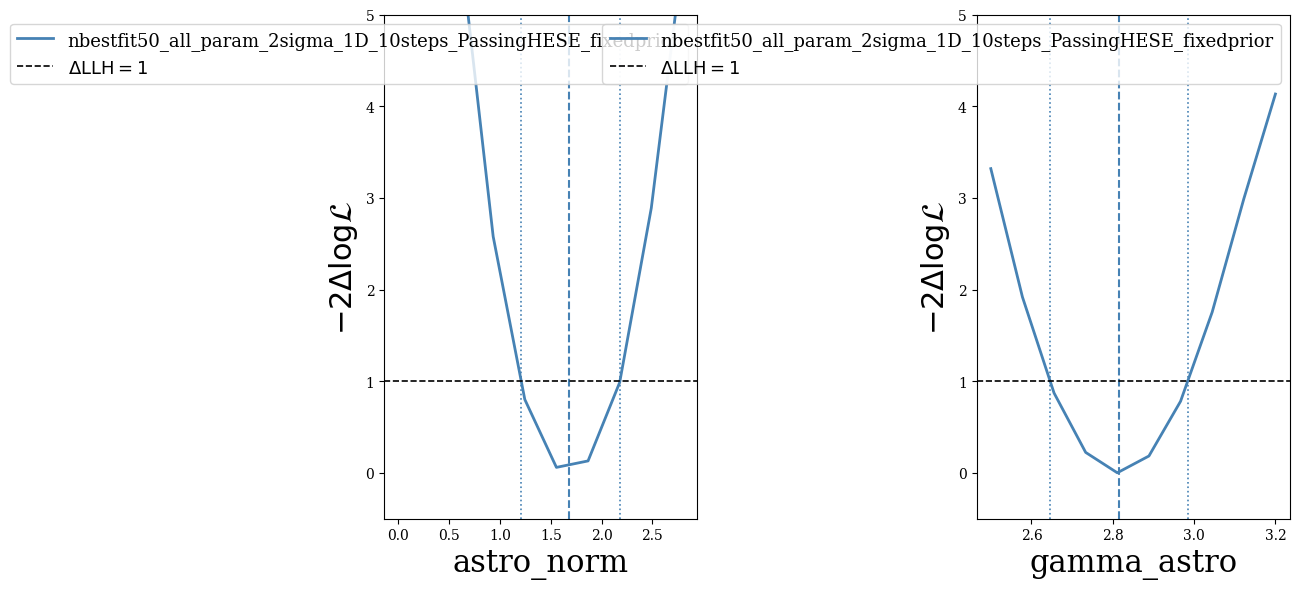 nbestfit50_all_param_2sigma_1D_10steps_PassingHESE_fixedprior
ΔLLH = 1
5
4
3
2
1
0
−2Δlogℒ
0.0 0.5 1.0 1.5 2.0 2.5
astro_norm
nbestfit50_all_param_2sigma_1D_10steps_PassingHESE_fixedprior
ΔLLH = 1
5
4
3
2
1
0
−2Δlogℒ
2.6 2.8 3.0 3.2
gamma_astro